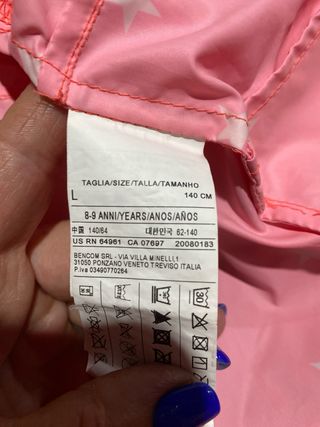 TAGLIA/SIZE/TALLA/TAMANHO
L 140 CM
8-9 ANNI/YEARS/ANOS/AÑOS
中国 140/64 대한민국 62-140
US RN 64961 CA 07697 20080183
BENCOM SRL - VIA VILLA MINELLI,1
31050 PONZANO VENETO TREVISO ITALIA
P.Iva 03490770264